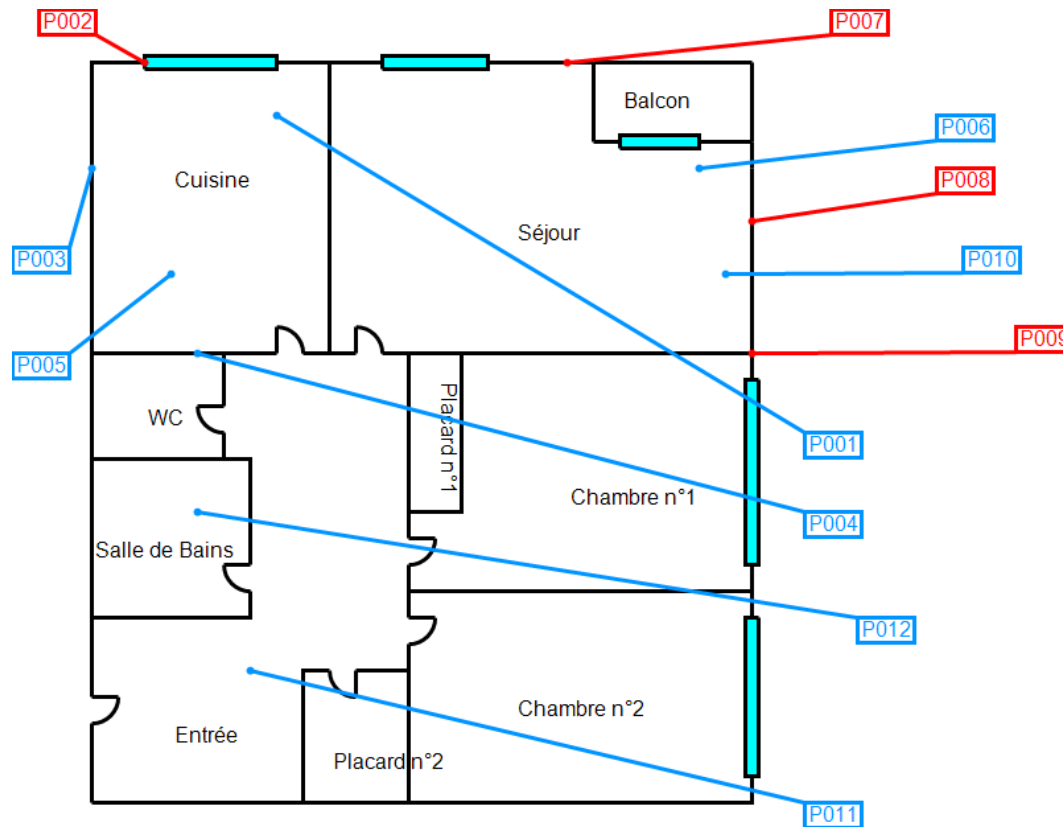 P002
P007
Balcon
P006
Cuisine
P008
Séjour
P003
P010
P009
P005
WC
Placard n°1
P001
Chambre n°1
P004
Salle de Bains
P012
Chambre n°2
Entrée
Placard n°2
P011